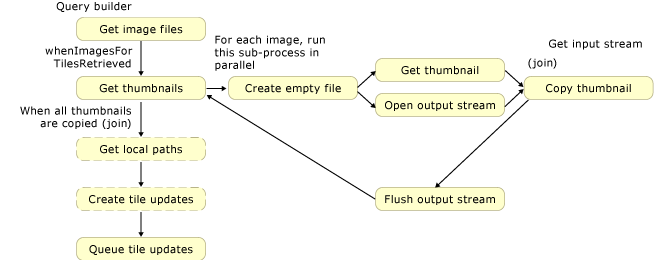 Query builder
Get image files
whenImagesFor
TilesRetrieved
For each image, run
this sub-process in
parallel
Get input stream
(join)
Get thumbnails
Create empty file
Get thumbnail
Open output stream
Copy thumbnail
When all thumbnails
are copied (join)
Get local paths
Create tile updates
Flush output stream
Queue tile updates